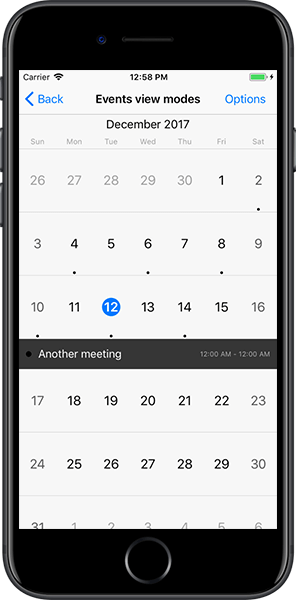 Carrier 12:58 PM
Back Events view modes Options
December 2017
Sun Mon Tue Wed Thu Fri Sat
26 27 28 29 30 1 2
3 4 5 6 7 8 9
10 11 12 13 14 15 16
Another meeting 12:00 AM - 12:00 AM
17 18 19 20 21 22 23
24 25 26 27 28 29 30
31 1 2 3 4 5 6